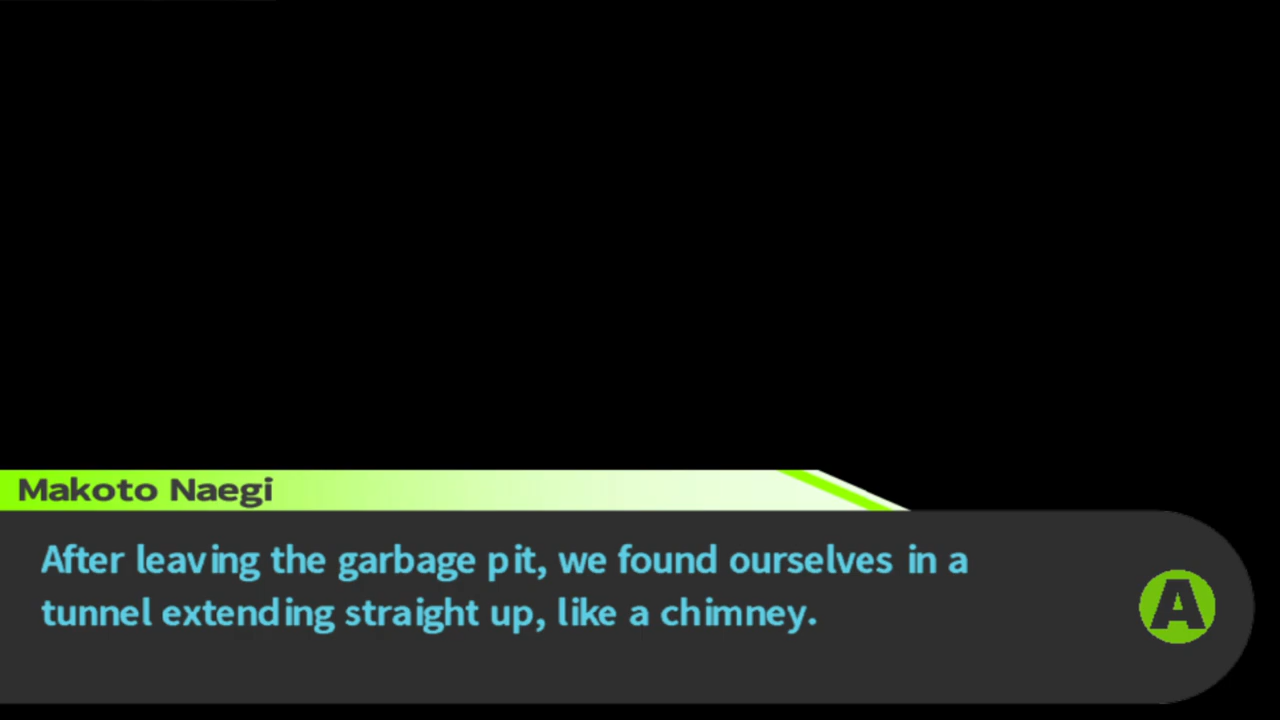 Makoto Naegi
After leaving the garbage pit, we found ourselves in a
tunnel extending straight up, like a chimney.
A